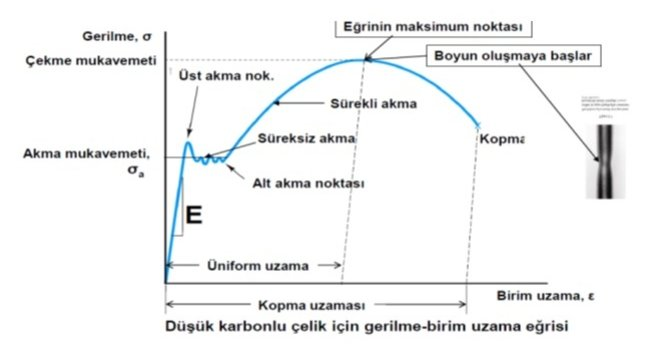 Eğrinin maksimum noktası
Gerilme, σ
Çekme mukavemeti
Boyun oluşmaya başlar
Üst akma nok.
Sürekli akma
Süreksiz akma
Kopma
Akma mukavemeti,
σa
Alt akma noktası
E
Üniform uzama
Birim uzama, ε
Kopma uzaması
Düşük karbonlu çelik için gerilme-birim uzama eğrisi